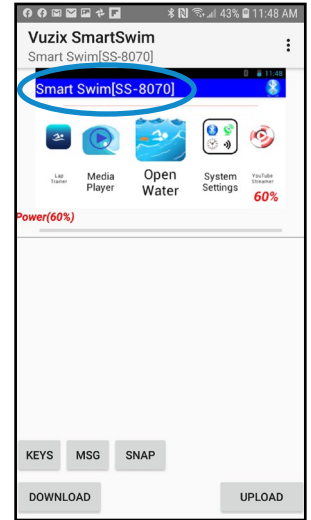 43% 11:48 AM
Vuzix SmartSwim
Smart Swim[SS-8070]
11:48
Smart Swim[SS-8070]
Lap Trainer
Media Player
Open Water
System Settings
YouTube Streamer
60%
Power(60%)
KEYS MSG SNAP
DOWNLOAD UPLOAD